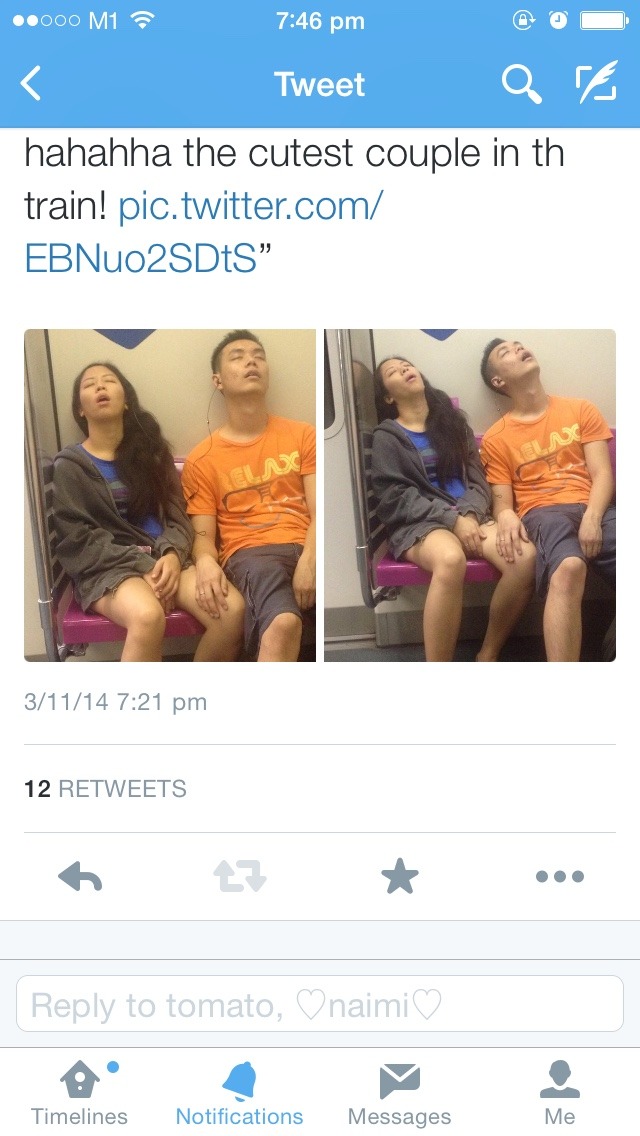 M1 7:46 pm
Tweet
hahahha the cutest couple in th
train! pic.twitter.com/
EBNuo2SDtS”
RELAX
RELAX
3/11/14 7:21 pm
12 RETWEETS
Reply to tomato, ♡naimi♡
Timelines Notifications Messages Me